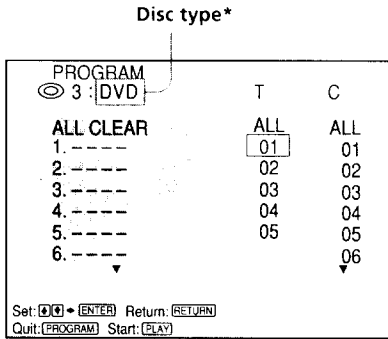 Disc type*
PROGRAM
3 : DVD T C
ALL CLEAR ALL ALL
1. – – – – 01 01
2. – – – – 02 02
3. – – – – 03 03
4. – – – – 04 04
5. – – – – 05 05
6. – – – – 06
Set: ENTER Return: RETURN
Quit: PROGRAM Start: PLAY